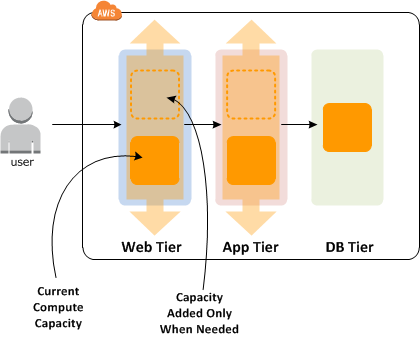 AWS
user
Web Tier
App Tier
DB Tier
Current
Compute
Capacity
Capacity
Added Only
When Needed